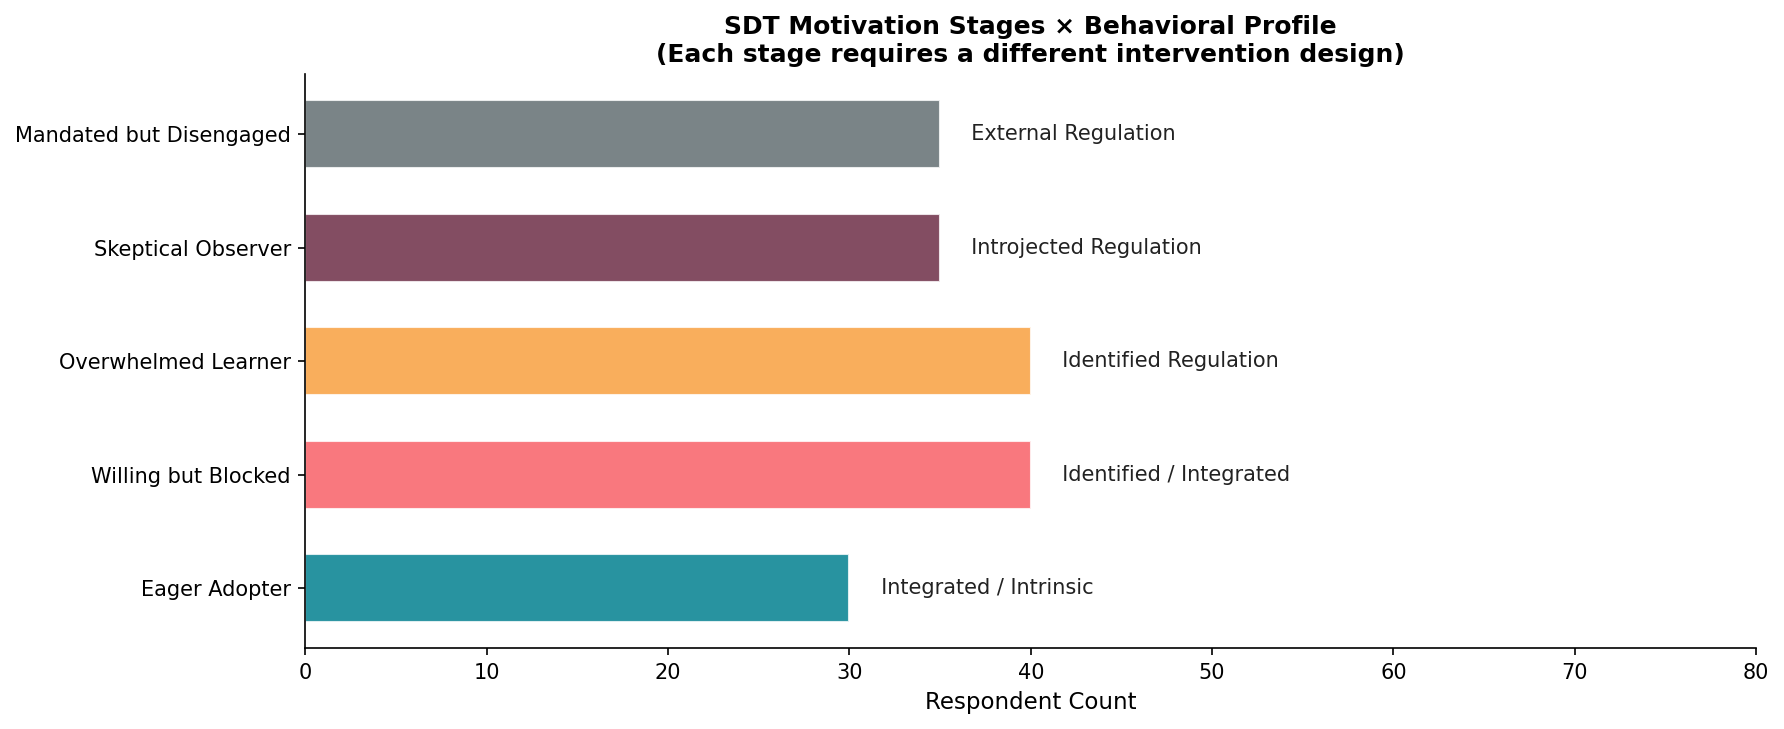 SDT Motivation Stages × Behavioral Profile
(Each stage requires a different intervention design)
Mandated but Disengaged
External Regulation
Skeptical Observer
Introjected Regulation
Overwhelmed Learner
Identified Regulation
Willing but Blocked
Identified / Integrated
Eager Adopter
Integrated / Intrinsic
0 10 20 30 40 50 60 70 80
Respondent Count